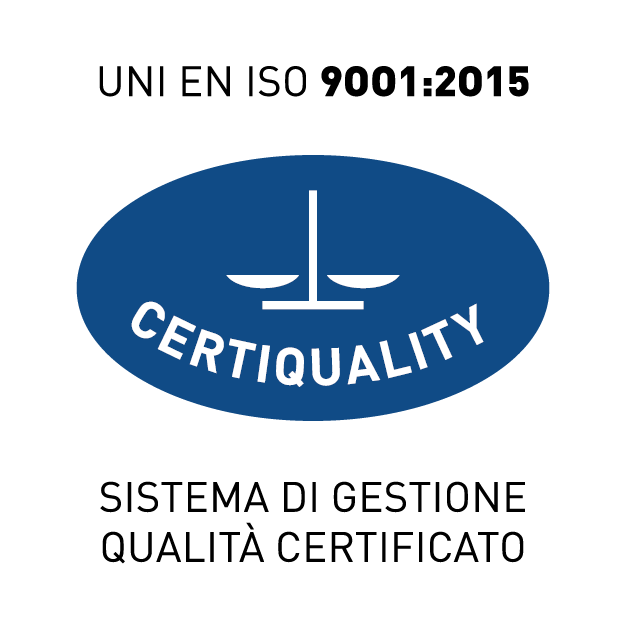 UNI EN ISO 9001:2015
CERTIQUALITY
SISTEMA DI GESTIONE
QUALITÀ CERTIFICATO